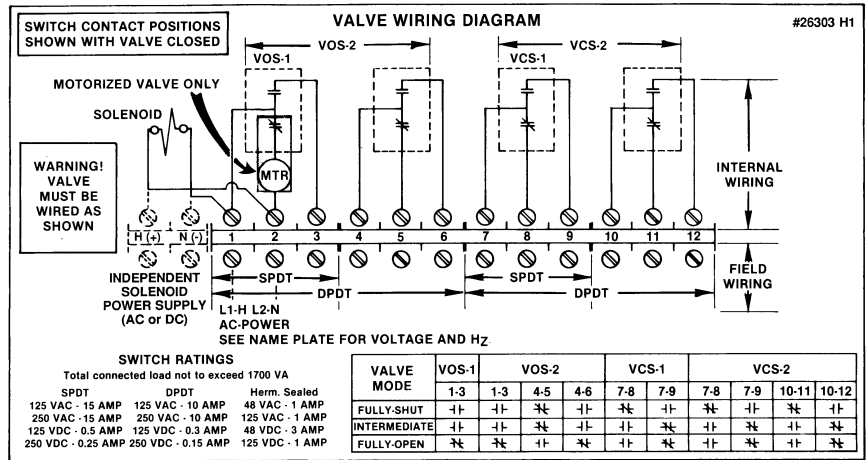 SWITCH CONTACT POSITIONS
SHOWN WITH VALVE CLOSED
VALVE WIRING DIAGRAM
#26303 H1
VOS-2
VCS-2
VOS-1
VCS-1
MOTORIZED VALVE ONLY
SOLENOID
MTR
WARNING!
VALVE
MUST BE
WIRED AS
SHOWN
INTERNAL
WIRING
H (+) N (-) 1 2 3 4 5 6 7 8 9 10 11 12
INDEPENDENT
SOLENOID
POWER SUPPLY
(AC or DC)
SPDT
DPDT
SPDT
DPDT
FIELD
WIRING
L1-H L2-N
AC-POWER
SEE NAME PLATE FOR VOLTAGE AND HZ
SWITCH RATINGS
Total connected load not to exceed 1700 VA
SPDT DPDT Herm. Sealed
125 VAC - 15 AMP 125 VAC - 10 AMP 48 VAC - 1 AMP
250 VAC - 15 AMP 250 VAC - 10 AMP 125 VAC - 1 AMP
125 VDC - 0.5 AMP 125 VDC - 0.3 AMP 48 VDC - 3 AMP
250 VDC - 0.25 AMP 250 VDC - 0.15 AMP 125 VDC - 1 AMP
VALVE MODE VOS-1 VOS-2 VCS-1 VCS-2
1-3 1-3 4-5 4-6 7-8 7-9 7-8 7-9 10-11 10-12
FULLY-SHUT
INTERMEDIATE
FULLY-OPEN